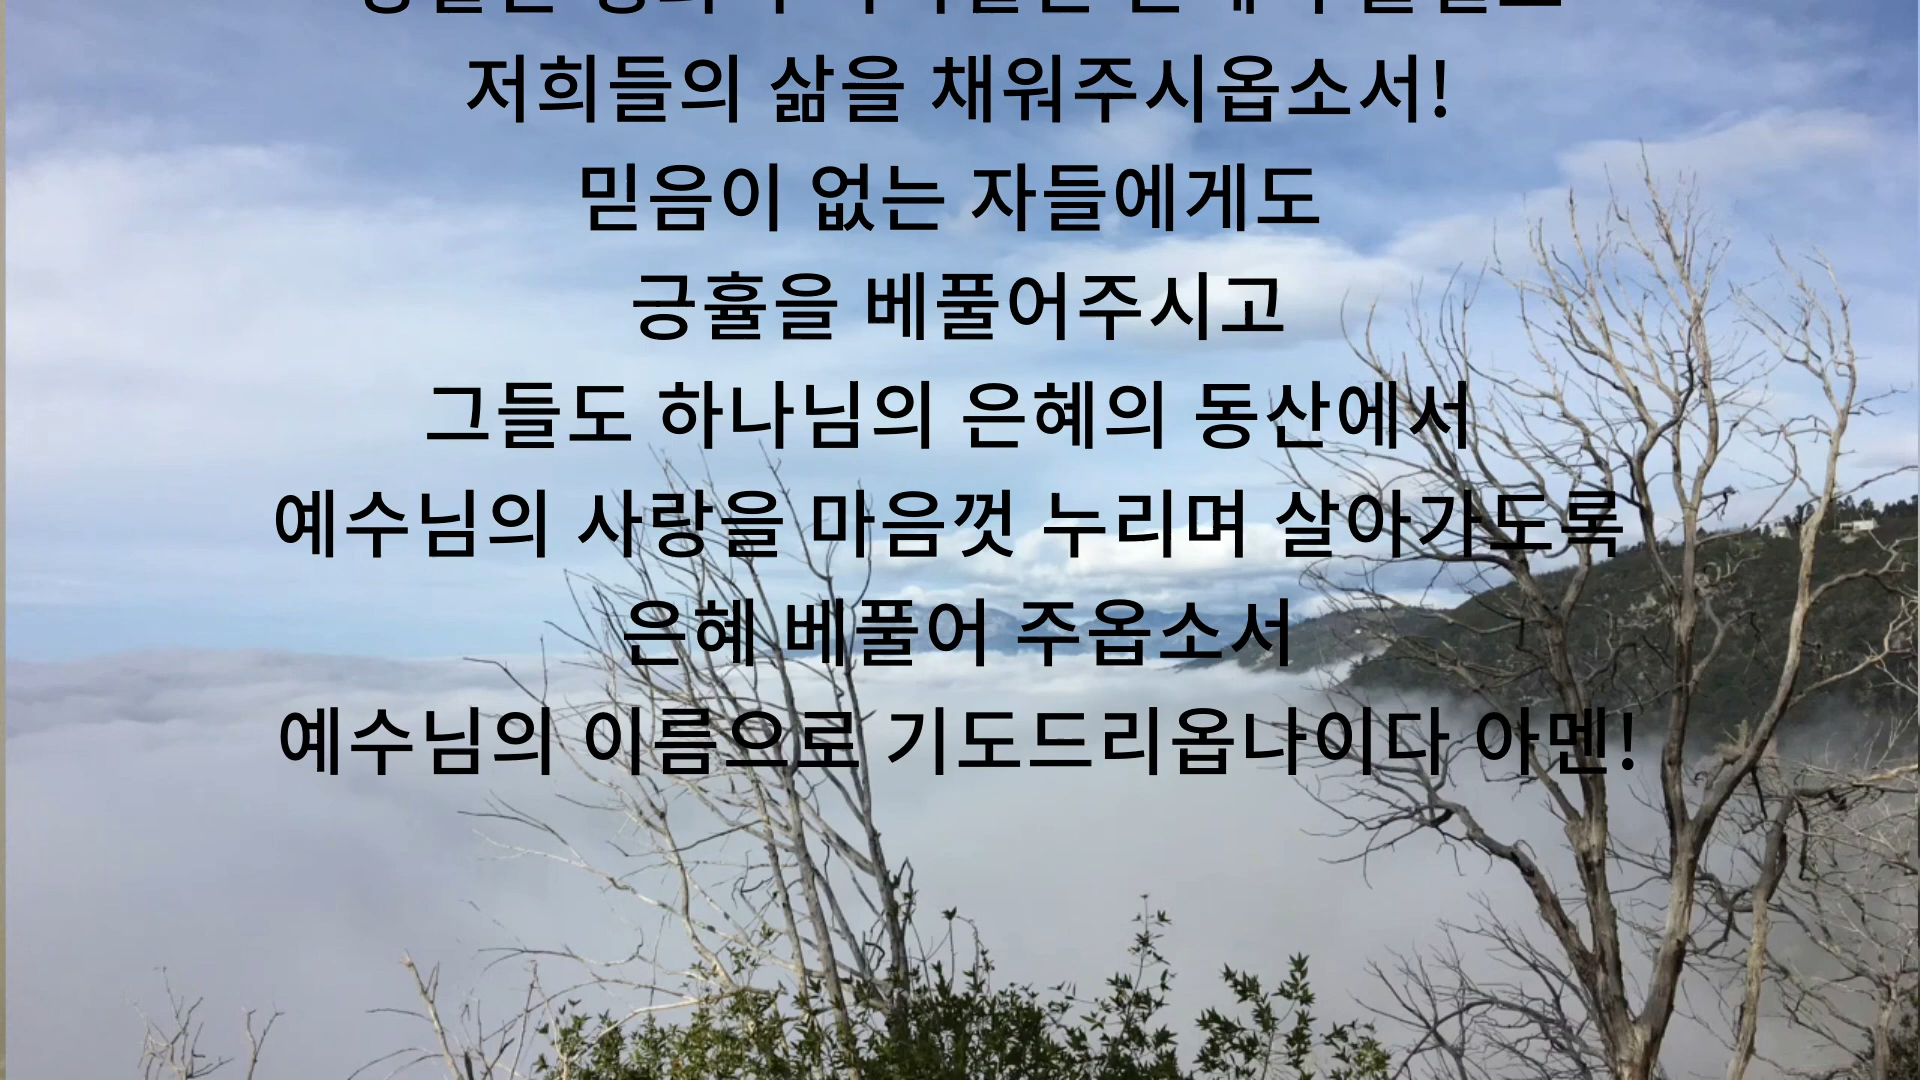 저희들의 삶을 채워주시옵소서!
믿음이 없는 자들에게도
긍휼을 베풀어주시고
그들도 하나님의 은혜의 동산에서
예수님의 사랑을 마음껏 누리며 살아가도록
은혜 베풀어 주옵소서
예수님의 이름으로 기도드리옵나이다 아멘!